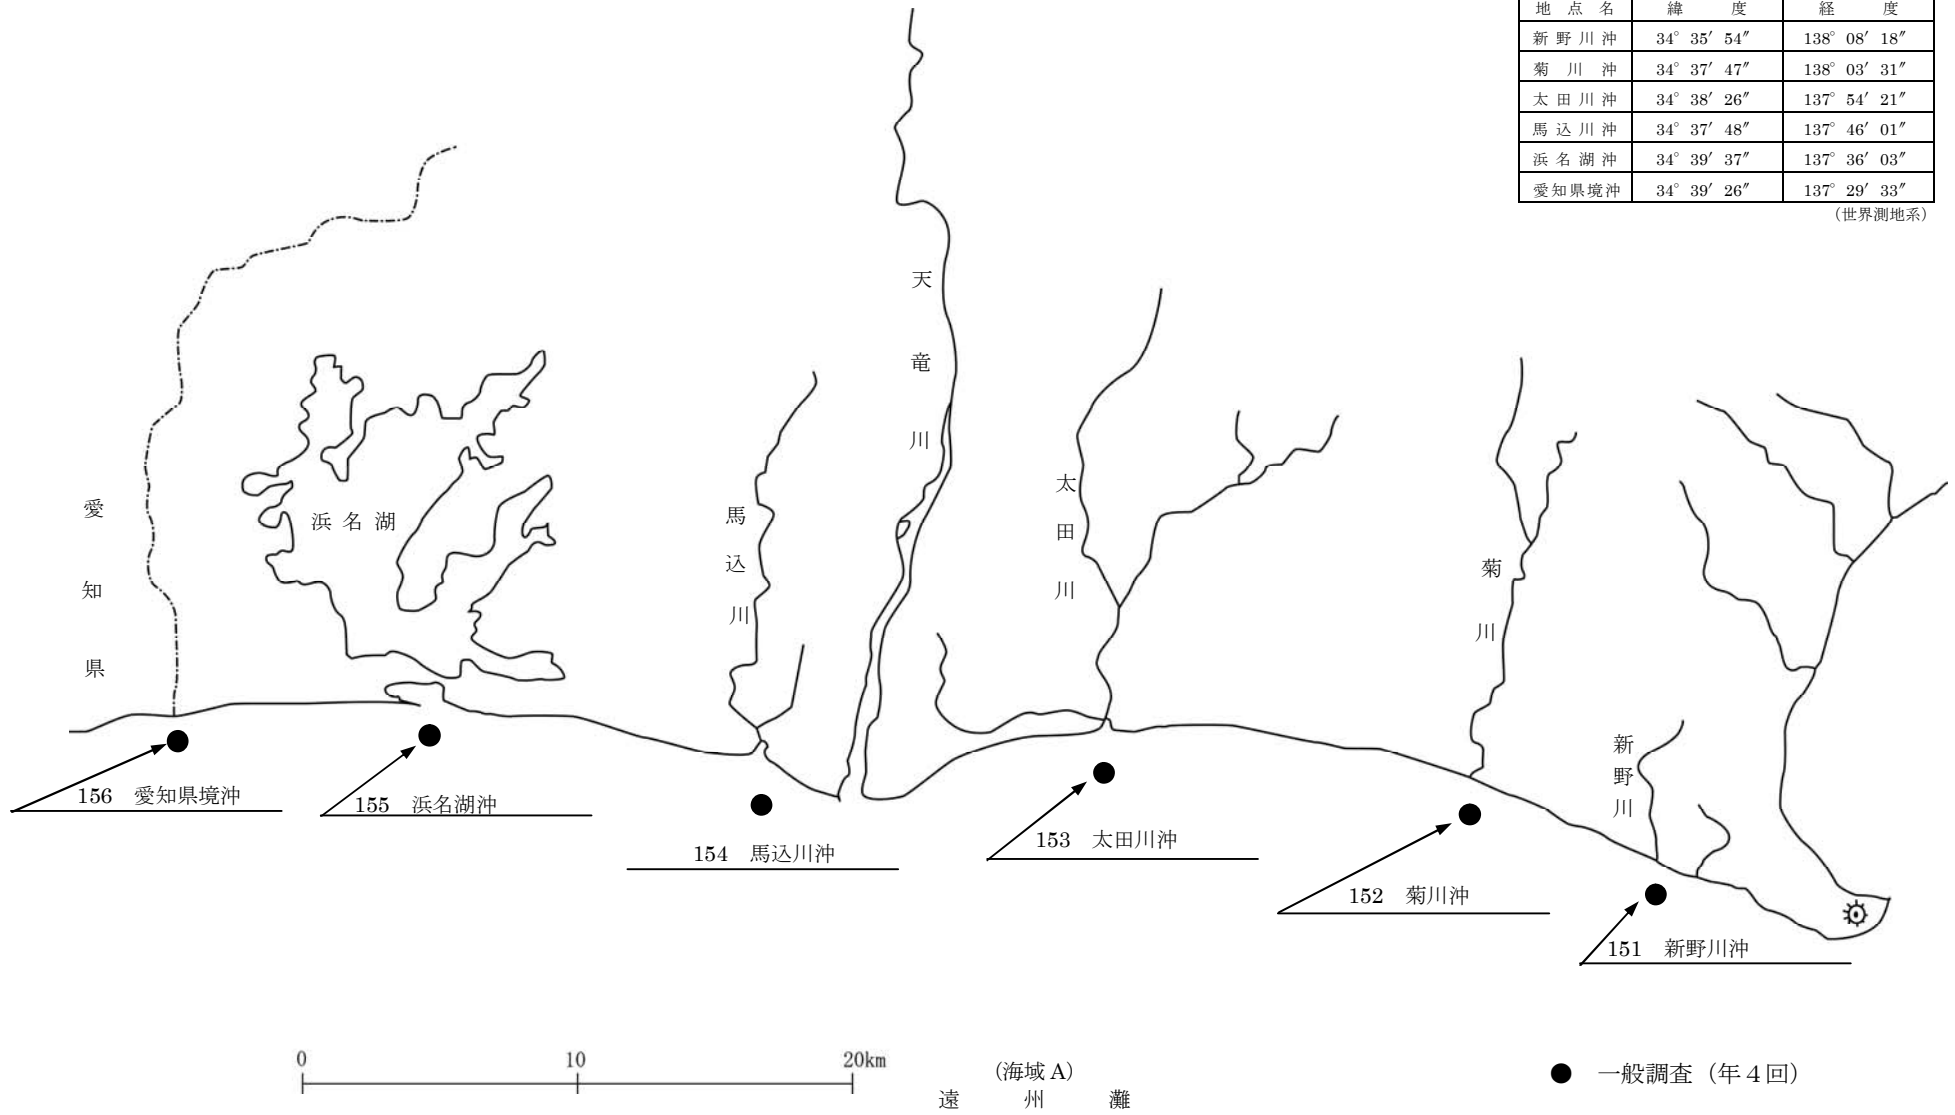 地点名 緯度 経度
新野川沖 34° 35′ 54″ 138° 08′ 18″
菊川沖 34° 37′ 47″ 138° 03′ 31″
太田川沖 34° 38′ 26″ 137° 54′ 21″
馬込川沖 34° 37′ 48″ 137° 46′ 01″
浜名湖沖 34° 39′ 37″ 137° 36′ 03″
愛知県境沖 34° 39′ 26″ 137° 29′ 33″
(世界測地系)
天竜川
愛知県
浜名湖
馬込川
太田川
菊川
新野川
156 愛知県境沖
155 浜名湖沖
154 馬込川沖
153 太田川沖
152 菊川沖
151 新野川沖
0 10 20km
(海域A)
遠州灘
● 一般調査（年４回）